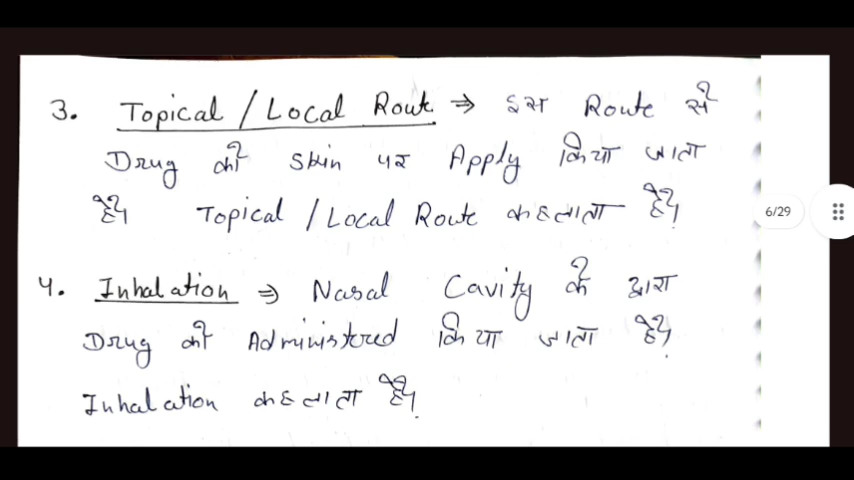 3. Topical / Local Route ⇒ इस Route से
Drug को Skin पर Apply किया जाता
है। Topical / Local Route कहलाता है।
6/29
4. Inhalation ⇒ Nasal Cavity के द्वारा
Drug को Administered किया जाता है।
Inhalation कहलाता है।